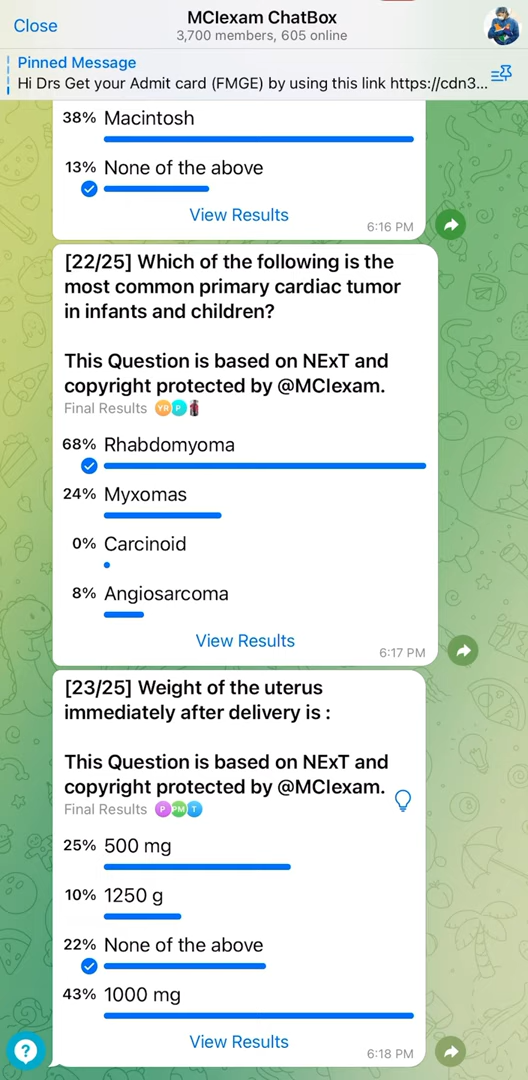 Close
MCIexam ChatBox
3,700 members, 605 online
Pinned Message
Hi Drs Get your Admit card (FMGE) by using this link https://cdn3...
38% Macintosh
13% None of the above
View Results
6:16 PM
[22/25] Which of the following is the
most common primary cardiac tumor
in infants and children?
This Question is based on NExT and
copyright protected by @MCIexam.
Final Results YR P
68% Rhabdomyoma
24% Myxomas
0% Carcinoid
8% Angiosarcoma
View Results
6:17 PM
[23/25] Weight of the uterus
immediately after delivery is :
This Question is based on NExT and
copyright protected by @MCIexam.
Final Results P PM T
25% 500 mg
10% 1250 g
22% None of the above
43% 1000 mg
View Results
6:18 PM
?